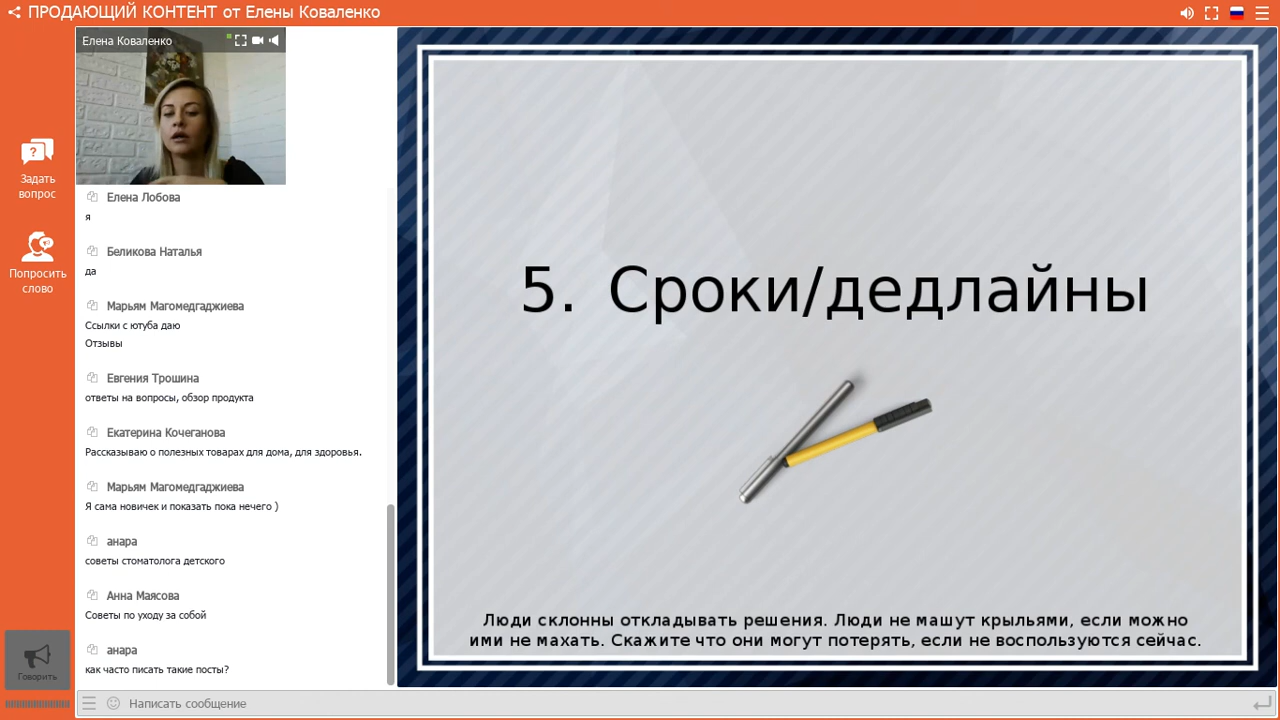 ПРОДАЮЩИЙ КОНТЕНТ от Елены Коваленко
Елена Коваленко
Задать
вопрос
Попросить
слово
Говорить
Елена Лобова
я
Беликова Наталья
да
Марьям Магомедгаджиева
Ссылки с ютуба даю
Отзывы
Евгения Трошина
ответы на вопросы, обзор продукта
Екатерина Кочеганова
Рассказываю о полезных товарах для дома, для здоровья.
Марьям Магомедгаджиева
Я сама новичек и показать пока нечего )
анара
советы стоматолога детского
Анна Маясова
Советы по уходу за собой
анара
как часто писать такие посты?
Написать сообщение
5. Сроки/дедлайны
Люди склонны откладывать решения. Люди не машут крыльями, если можно
ими не махать. Скажите что они могут потерять, если не воспользуются сейчас.